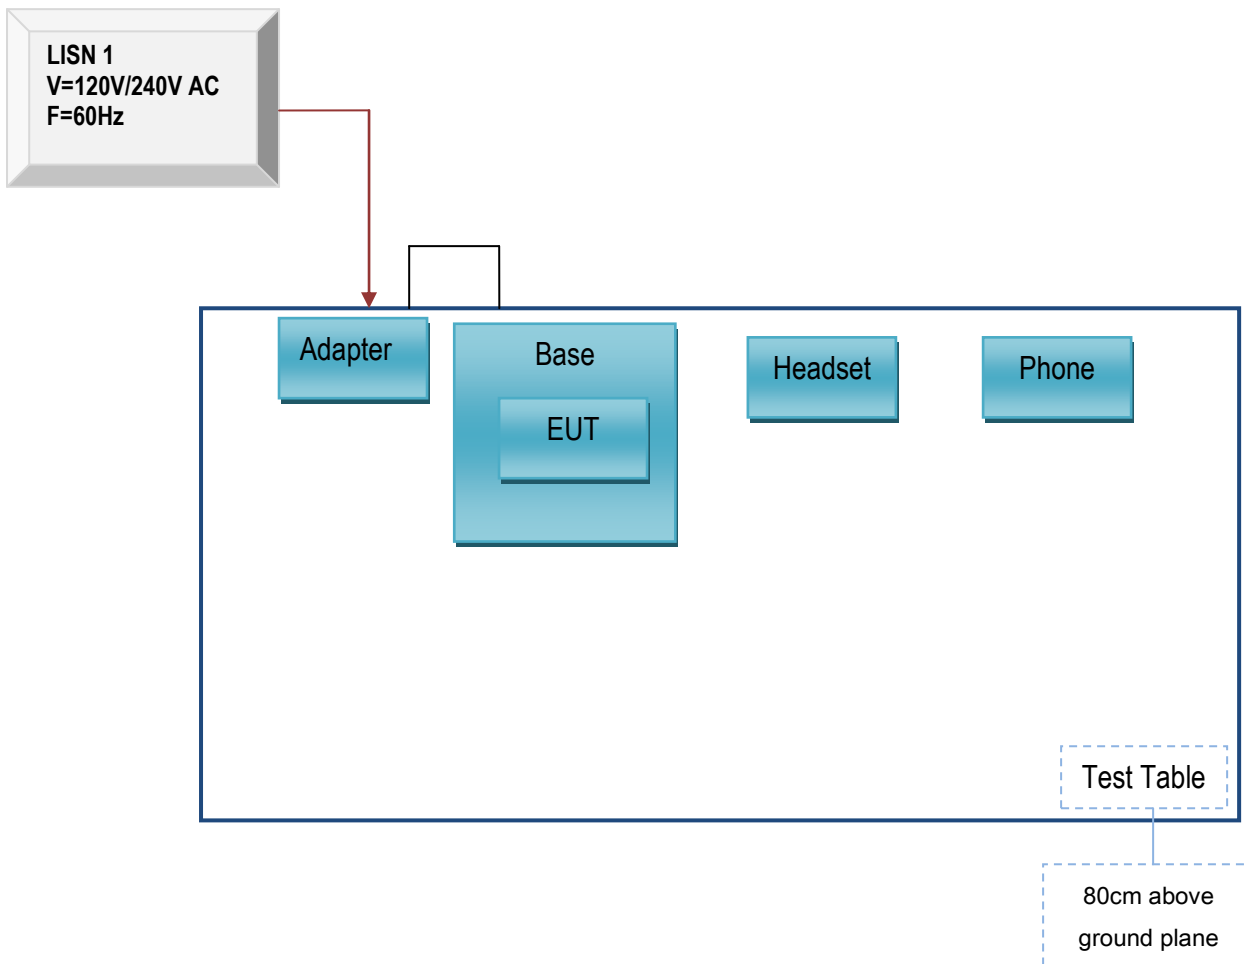 LISN 1
V=120V/240V AC
F=60Hz
Adapter
Base
EUT
Headset
Phone
Test Table
80cm above
ground plane